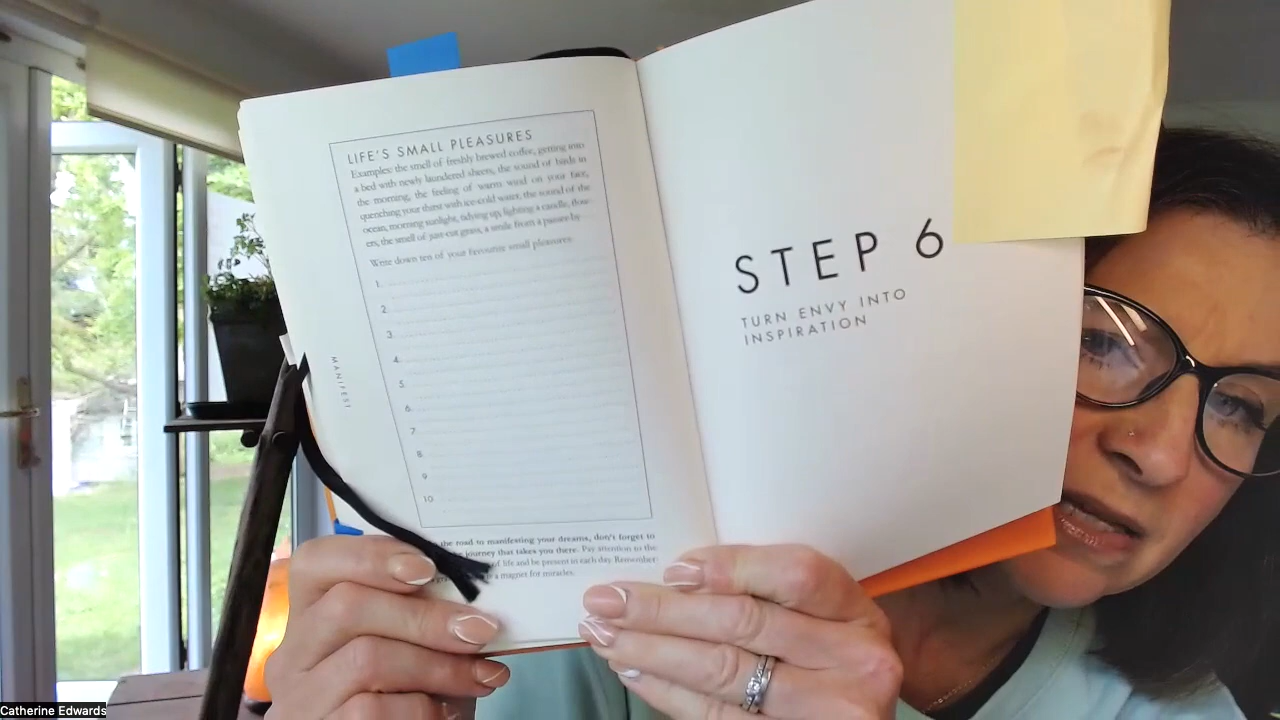 LIFE'S SMALL PLEASURES
Examples: the smell of freshly brewed coffee, getting into
a bed with newly laundered sheets, the sound of birds in
the morning, the feeling of warm wind on your face,
quenching your thirst with ice-cold water, the sound of the
ocean, morning sunlight, tidying up, lighting a candle, flow-
ers, the smell of just-cut grass, a smile from a passer-by
Write down ten of your favourite small pleasures
1.
2.
3.
4.
5.
6.
7.
8.
9.
10.
MANIFEST
the road to manifesting your dreams, don't forget to
journey that takes you there. Pay attention to the
of life and be present in each day. Remember
a magnet for miracles.
STEP 6
TURN ENVY INTO
INSPIRATION
Catherine Edwards